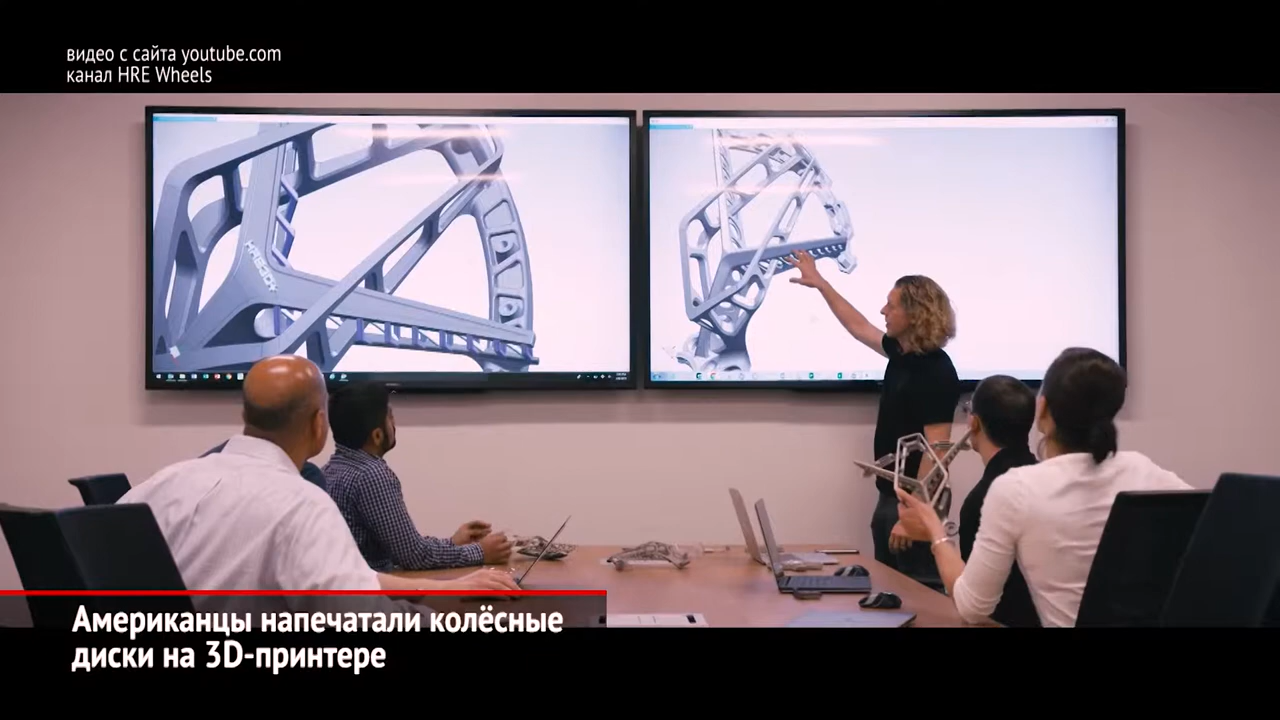 видео с сайта youtube.com
канал HRE Wheels
Американцы напечатали колёсные
диски на 3D-принтере